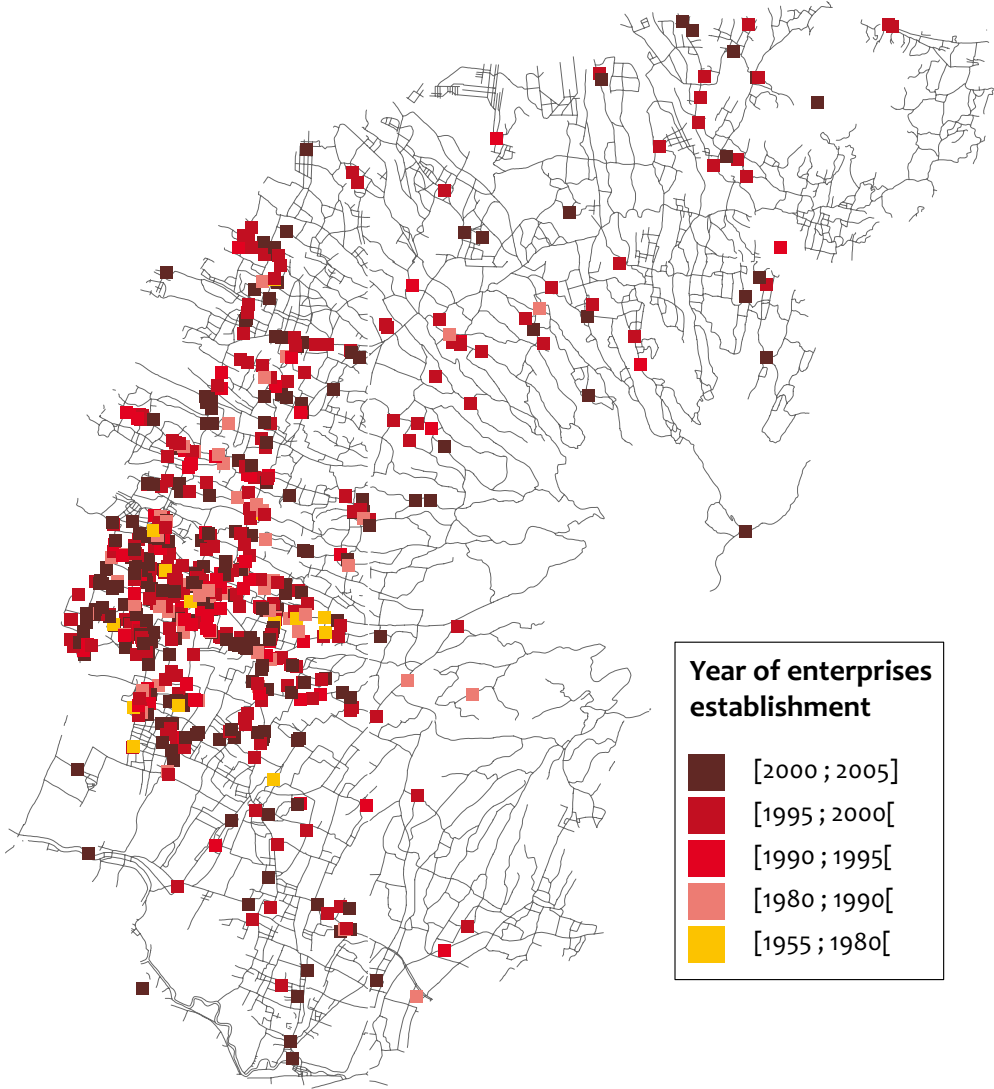 Year of enterprises
establishment
[2000 ; 2005]
[1995 ; 2000[
[1990 ; 1995[
[1980 ; 1990[
[1955 ; 1980[